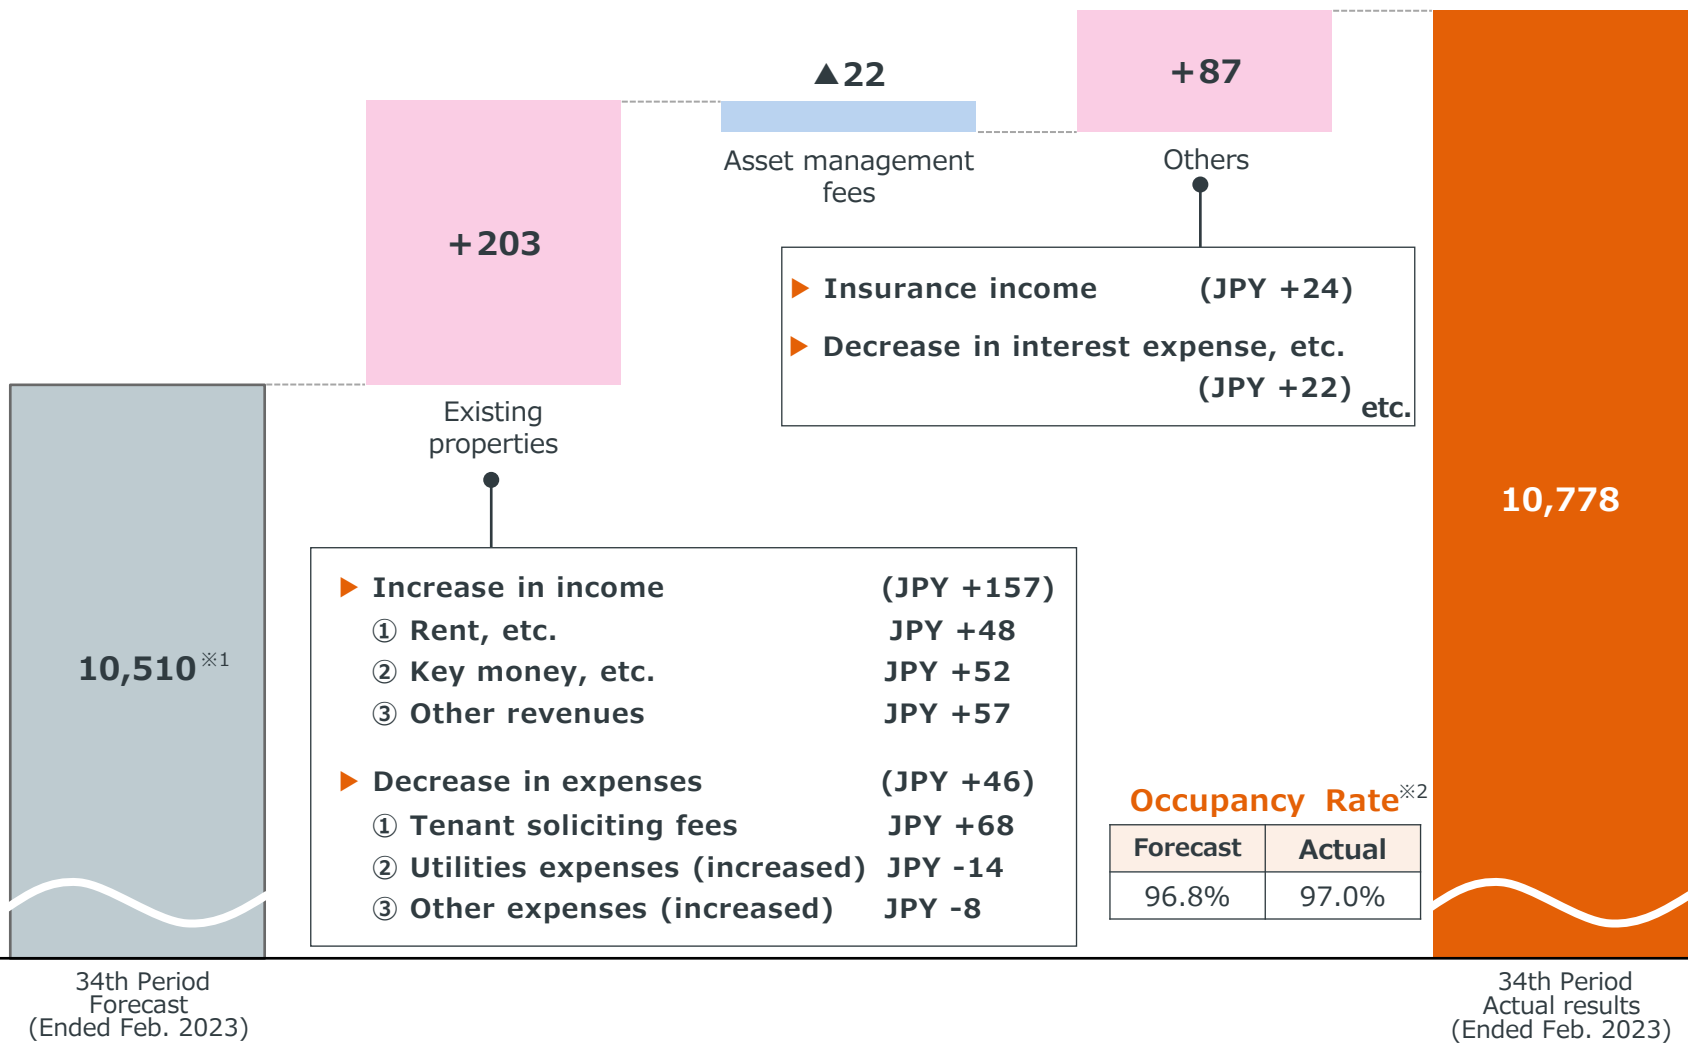 ▲22
+87
Asset management
fees
Others
+203
▶ Insurance income (JPY +24)
▶ Decrease in interest expense, etc.
(JPY +22)
etc.
Existing
properties
10,778
▶ Increase in income (JPY +157)
① Rent, etc. JPY +48
② Key money, etc. JPY +52
③ Other revenues JPY +57
10,510※1
▶ Decrease in expenses (JPY +46)
① Tenant soliciting fees JPY +68
② Utilities expenses (increased) JPY -14
③ Other expenses (increased) JPY -8
Occupancy Rate※2
Forecast Actual
96.8% 97.0%
34th Period
Forecast
(Ended Feb. 2023)
34th Period
Actual results
(Ended Feb. 2023)